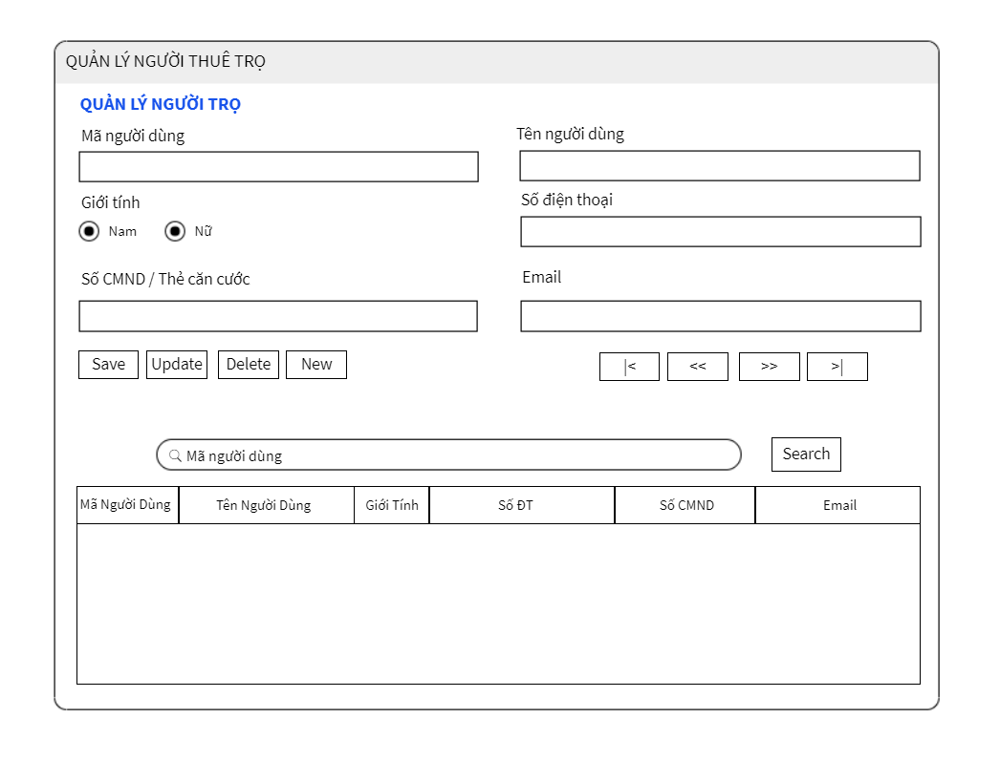 QUẢN LÝ NGƯỜI THUÊ TRỌ
QUẢN LÝ NGƯỜI TRỌ
Mã người dùng
Tên người dùng
Giới tính
Số điện thoại
Nam Nữ
Số CMND / Thẻ căn cước
Email
Save Update Delete New |< << >> >|
Mã người dùng Search
Mã Người Dùng Tên Người Dùng Giới Tính Số ĐT Số CMND Email